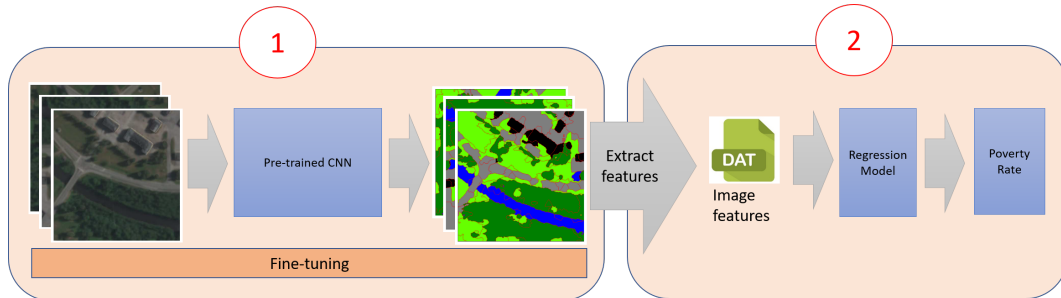 1
2
Pre-trained CNN
Fine-tuning
Extract
features
DAT
Image
features
Regression
Model
Poverty
Rate